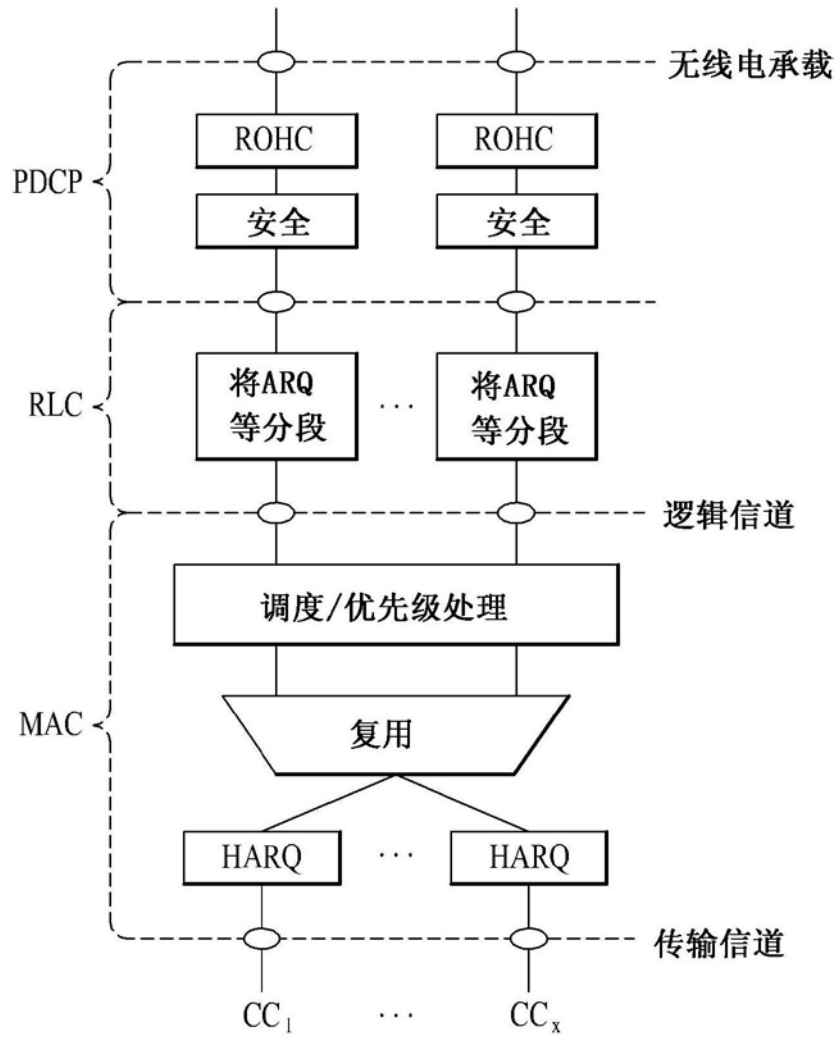 无线电承载
ROHC ROHC
PDCP
安全 安全
将ARQ
等分段
RLC
...
将ARQ
等分段
逻辑信道
调度/优先级处理
MAC
复用
HARQ ... HARQ
传输信道
CC1 ... CCx